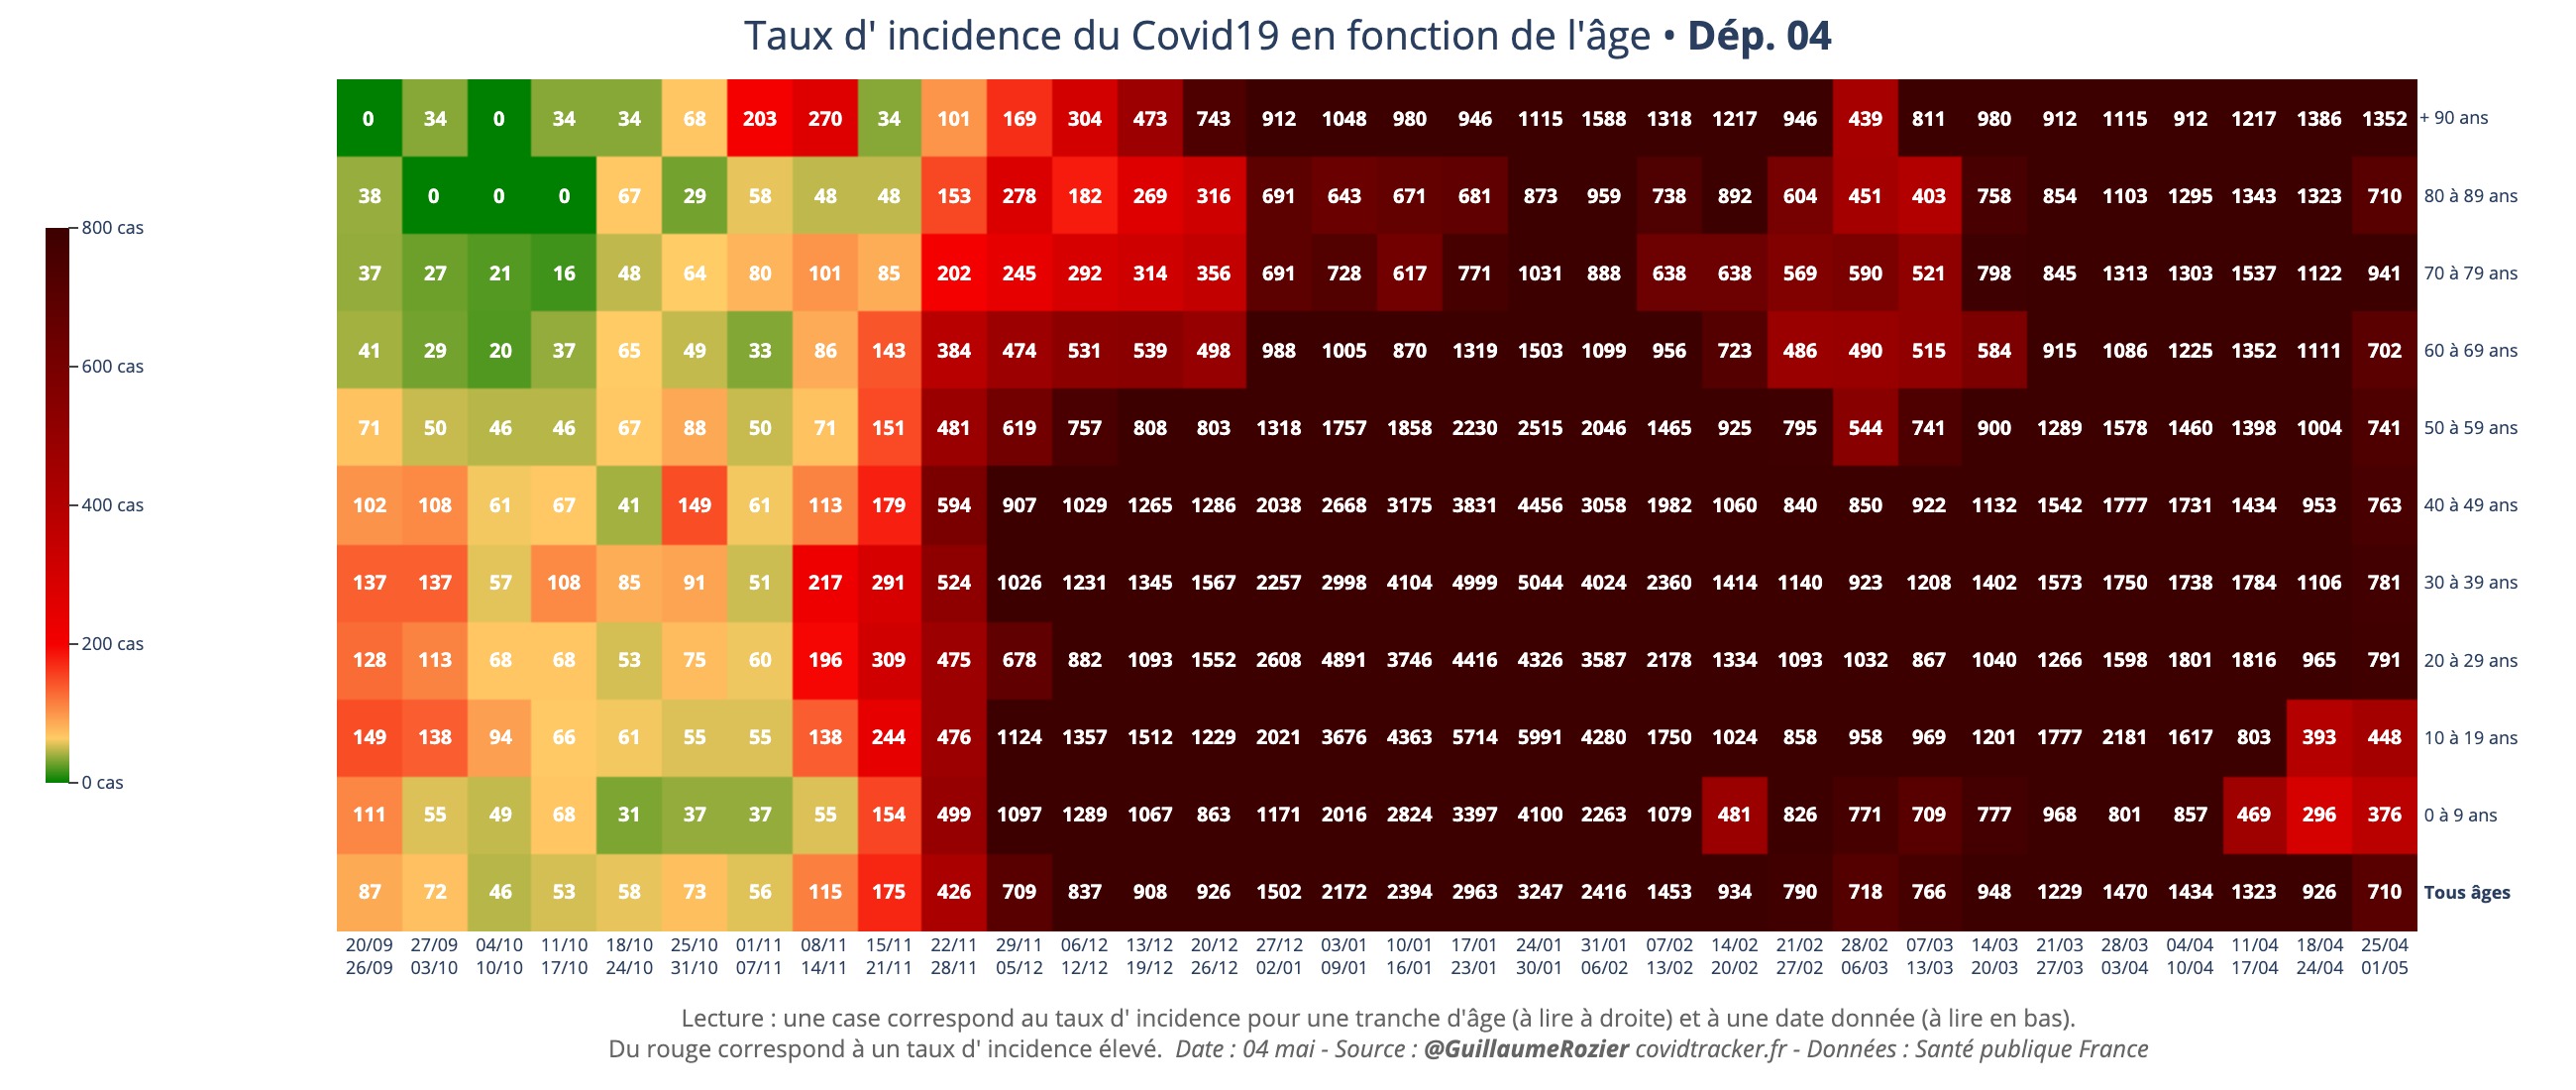 Taux d' incidence du Covid19 en fonction de l'âge • Dép. 04
0 34 0 34 34 68 203 270 34 101 169 304 473 743 912 1048 980 946 1115 1588 1318 1217 946 439 811 980 912 1115 912 1217 1386 1352 + 90 ans
38 0 0 0 67 29 58 48 48 153 278 182 269 316 691 643 671 681 873 959 738 892 604 451 403 758 854 1103 1295 1343 1323 710 80 à 89 ans
800 cas
37 27 21 16 48 64 80 101 85 202 245 292 314 356 691 728 617 771 1031 888 638 638 569 590 521 798 845 1313 1303 1537 1122 941 70 à 79 ans
41 29 20 37 65 49 33 86 143 384 474 531 539 498 988 1005 870 1319 1503 1099 956 723 486 490 515 584 915 1086 1225 1352 1111 702 60 à 69 ans
600 cas
71 50 46 46 67 88 50 71 151 481 619 757 808 803 1318 1757 1858 2230 2515 2046 1465 925 795 544 741 900 1289 1578 1460 1398 1004 741 50 à 59 ans
400 cas
102 108 61 67 41 149 61 113 179 594 907 1029 1265 1286 2038 2668 3175 3831 4456 3058 1982 1060 840 850 922 1132 1542 1777 1731 1434 953 763 40 à 49 ans
137 137 57 108 85 91 51 217 291 524 1026 1231 1345 1567 2257 2998 4104 4999 5044 4024 2360 1414 1140 923 1208 1402 1573 1750 1738 1784 1106 781 30 à 39 ans
200 cas
128 113 68 68 53 75 60 196 309 475 678 882 1093 1552 2608 4891 3746 4416 4326 3587 2178 1334 1093 1032 867 1040 1266 1598 1801 1816 965 791 20 à 29 ans
149 138 94 66 61 55 55 138 244 476 1124 1357 1512 1229 2021 3676 4363 5714 5991 4280 1750 1024 858 958 969 1201 1777 2181 1617 803 393 448 10 à 19 ans
0 cas
111 55 49 68 31 37 37 55 154 499 1097 1289 1067 863 1171 2016 2824 3397 4100 2263 1079 481 826 771 709 777 968 801 857 469 296 376 0 à 9 ans
87 72 46 53 58 73 56 115 175 426 709 837 908 926 1502 2172 2394 2963 3247 2416 1453 934 790 718 766 948 1229 1470 1434 1323 926 710 Tous âges
20/09 27/09 04/10 11/10 18/10 25/10 01/11 08/11 15/11 22/11 29/11 06/12 13/12 20/12 27/12 03/01 10/01 17/01 24/01 31/01 07/02 14/02 21/02 28/02 07/03 14/03 21/03 28/03 04/04 11/04 18/04 25/04
26/09 03/10 10/10 17/10 24/10 31/10 07/11 14/11 21/11 28/11 05/12 12/12 19/12 26/12 02/01 09/01 16/01 23/01 30/01 06/02 13/02 20/02 27/02 06/03 13/03 20/03 27/03 03/04 10/04 17/04 24/04 01/05
Lecture : une case correspond au taux d' incidence pour une tranche d'âge (à lire à droite) et à une date donnée (à lire en bas).
Du rouge correspond à un taux d' incidence élevé. Date : 04 mai - Source : @GuillaumeRozier covidtracker.fr - Données : Santé publique France